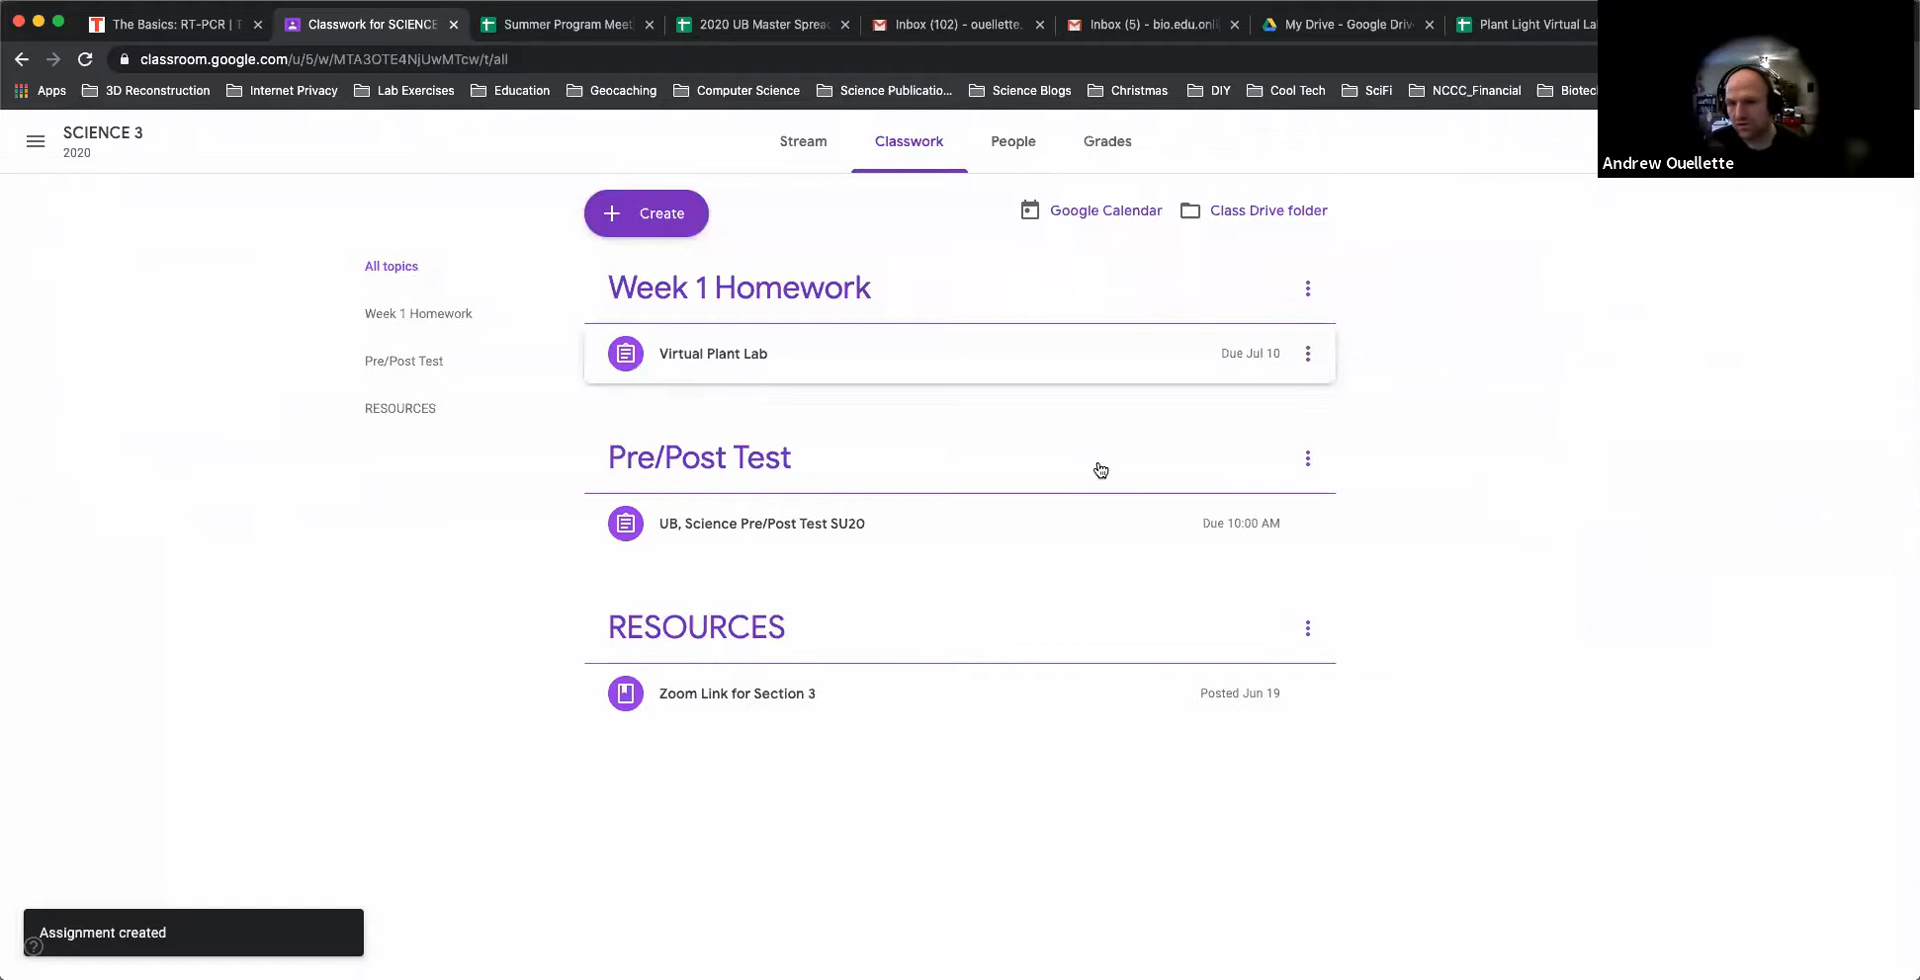 The Basics: RT-PCR | T
Classwork for SCIENCE
Summer Program Meet
2020 UB Master Sprea
Inbox (102) - ouellette.
Inbox (5) - bio.edu.onli
My Drive - Google Driv
Plant Light Virtual La
classroom.google.com/u/5/w/MTA3OTE4NjUwMTcw/t/all
Apps
3D Reconstruction
Internet Privacy
Lab Exercises
Education
Geocaching
Computer Science
Science Publicatio...
Science Blogs
Christmas
DIY
Cool Tech
SciFi
NCCC_Financial
Biotec
Andrew Ouellette
SCIENCE 3
2020
Stream
Classwork
People
Grades
Create
Google Calendar
Class Drive folder
All topics
Week 1 Homework
Pre/Post Test
RESOURCES
Week 1 Homework
Virtual Plant Lab
Due Jul 10
Pre/Post Test
UB, Science Pre/Post Test SU20
Due 10:00 AM
RESOURCES
Zoom Link for Section 3
Posted Jun 19
Assignment created